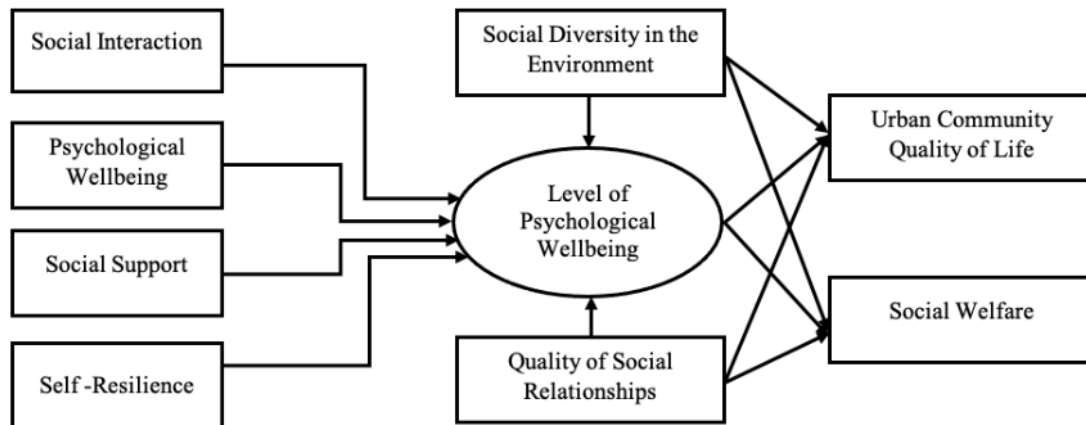 Social Interaction
Psychological
Wellbeing
Social Support
Self -Resilience
Social Diversity in the
Environment
Level of
Psychological
Wellbeing
Quality of Social
Relationships
Urban Community
Quality of Life
Social Welfare